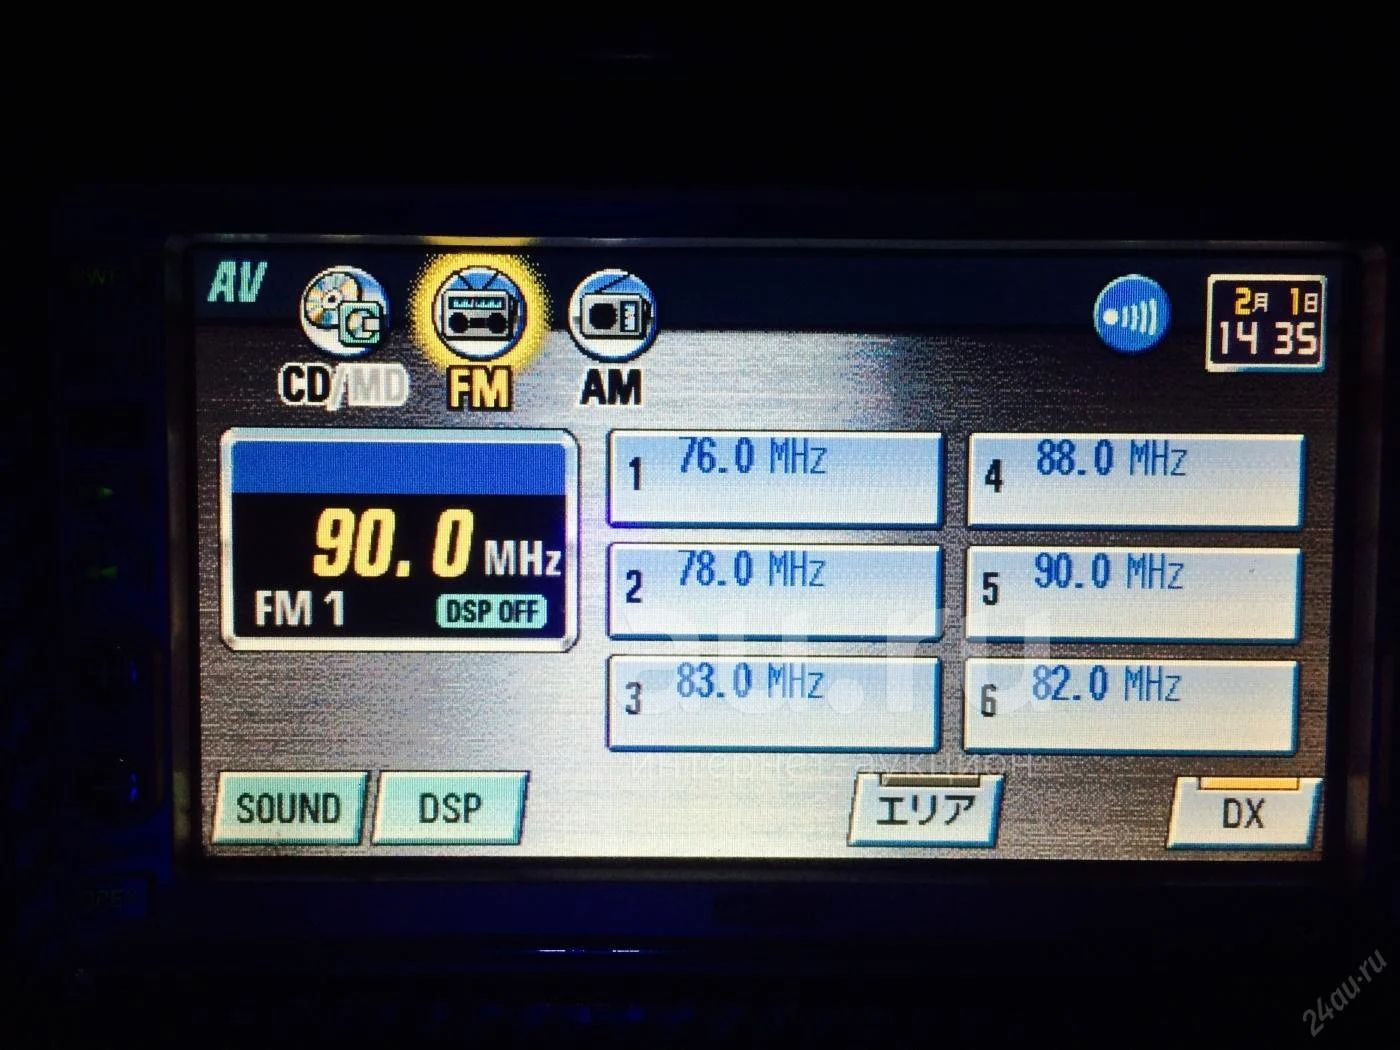 AV
CD/MD
FM
AM
2月 1日
14 35
90.0 MHz
FM 1
DSP OFF
1 76.0 MHz
2 78.0 MHz
3 83.0 MHz
4 88.0 MHz
5 90.0 MHz
6 82.0 MHz
SOUND
DSP
エリア
DX
au.ru
24au.ru